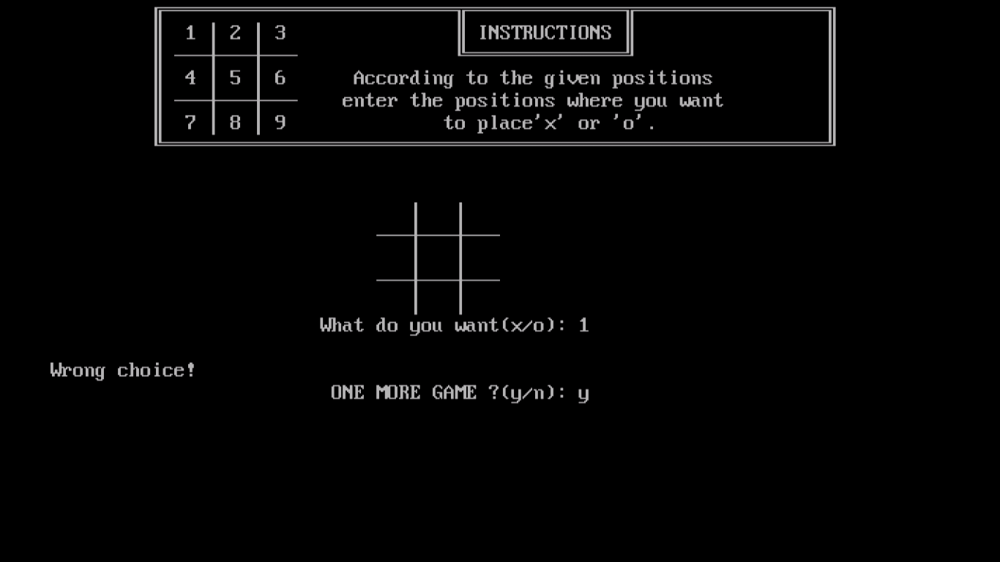 1 2 3
INSTRUCTIONS
4 5 6
According to the given positions
enter the positions where you want
7 8 9
to place'x' or 'o'.
What do you want(x/o): 1
Wrong choice!
ONE MORE GAME ?(y/n): y